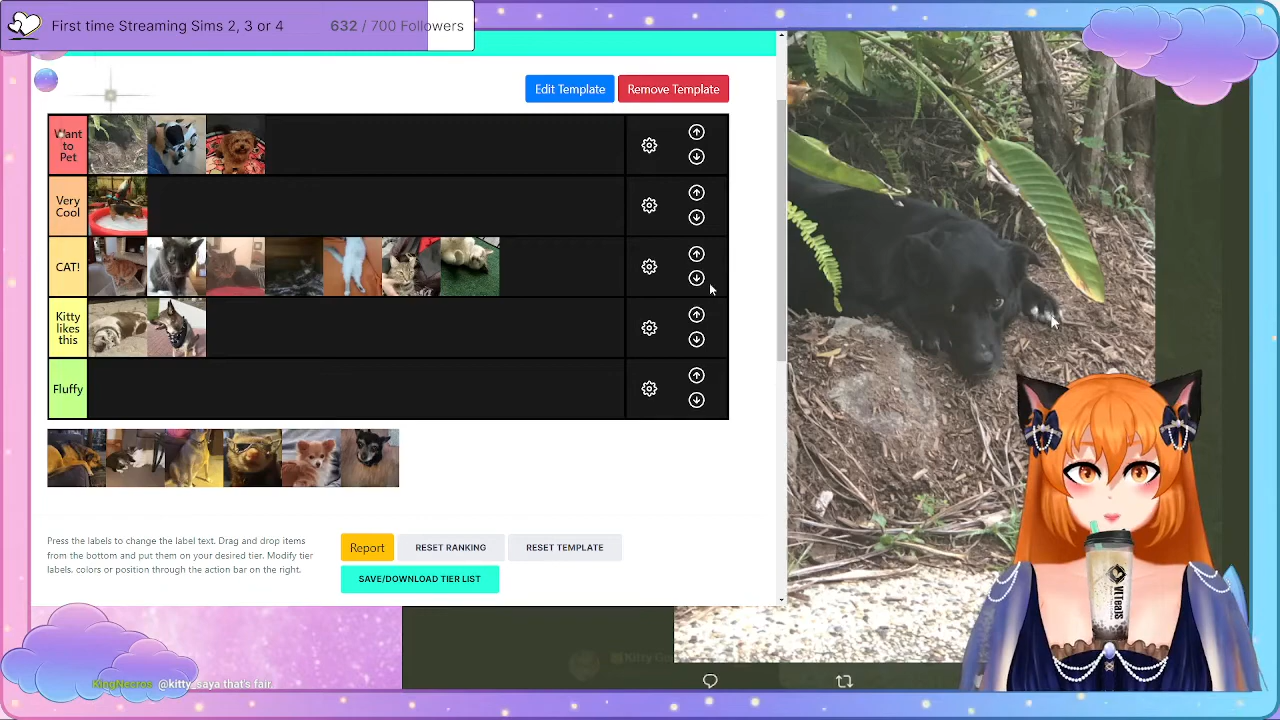 First time Streaming Sims 2, 3 or 4
632 / 700 Followers
Edit Template
Remove Template
Want
to
Pet
Very
Cool
CAT!
Kitty
likes
this
Fluffy
Press the labels to change the label text. Drag and drop items
from the bottom and put them on your desired tier. Modify tier
labels, colors or position through the action bar on the right.
Report
RESET RANKING
RESET TEMPLATE
SAVE/DOWNLOAD TIER LIST
KingNecros @kitty_saya that's fair